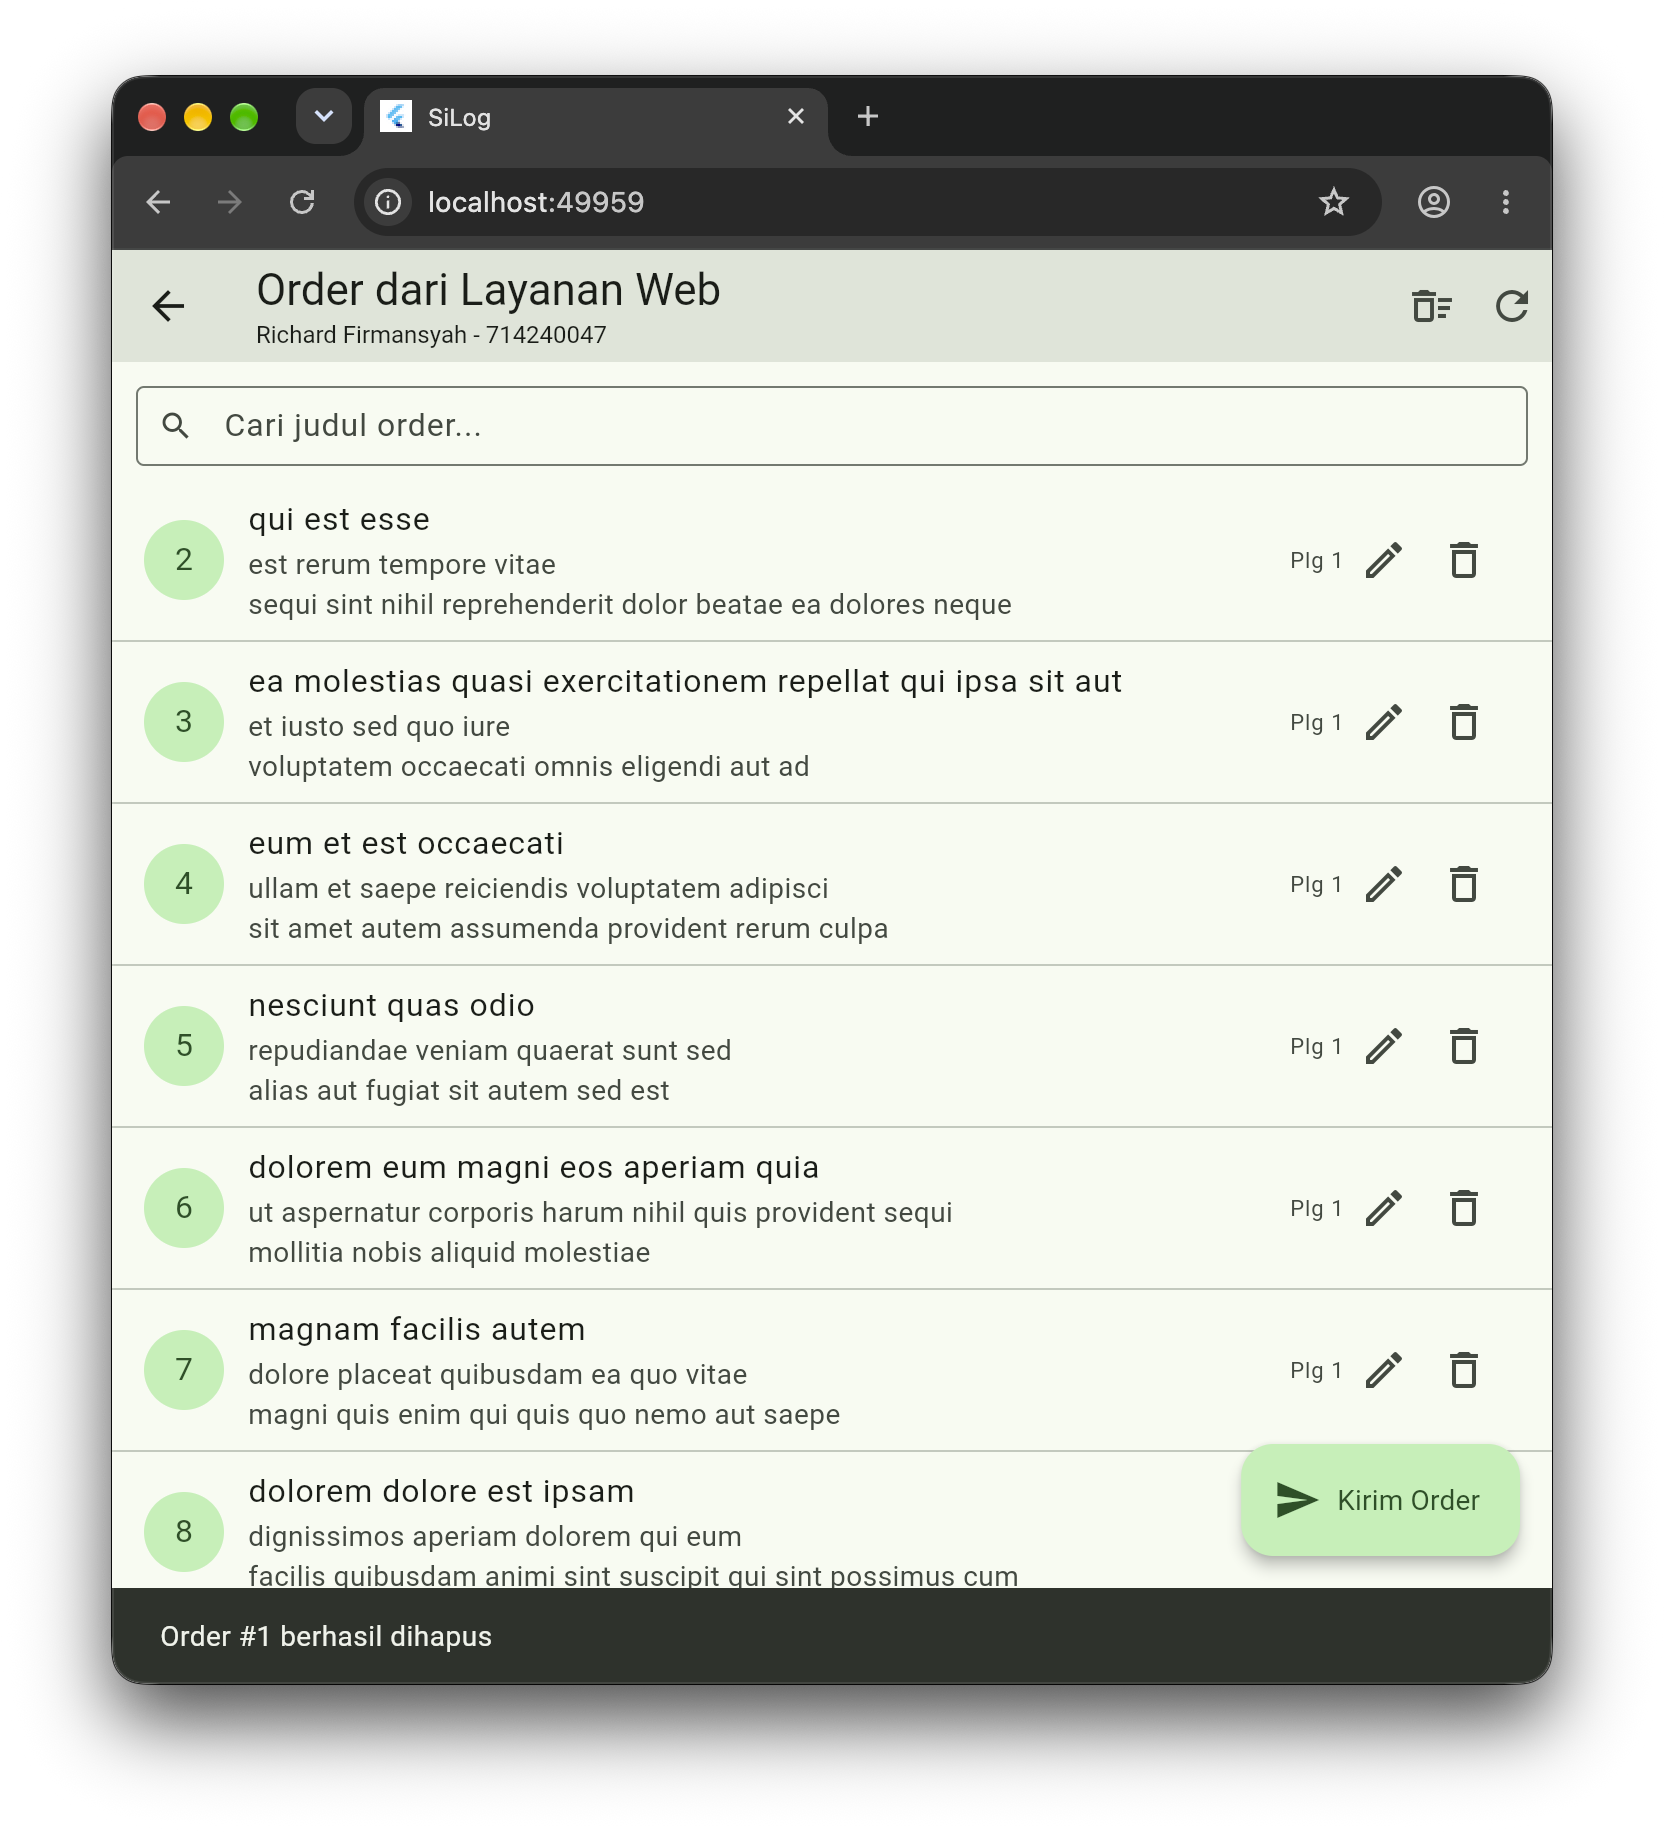 SiLog
localhost:49959
Order dari Layanan Web
Richard Firmansyah - 714240047
Cari judul order...
2
qui est esse
est rerum tempore vitae
sequi sint nihil reprehenderit dolor beatae ea dolores neque
Plg 1
3
ea molestias quasi exercitationem repellat qui ipsa sit aut
et iusto sed quo iure
voluptatem occaecati omnis eligendi aut ad
Plg 1
4
eum et est occaecati
ullam et saepe reiciendis voluptatem adipisci
sit amet autem assumenda provident rerum culpa
Plg 1
5
nesciunt quas odio
repudiandae veniam quaerat sunt sed
alias aut fugiat sit autem sed est
Plg 1
6
dolorem eum magni eos aperiam quia
ut aspernatur corporis harum nihil quis provident sequi
mollitia nobis aliquid molestiae
Plg 1
7
magnam facilis autem
dolore placeat quibusdam ea quo vitae
magni quis enim qui quis quo nemo aut saepe
Plg 1
8
dolorem dolore est ipsam
dignissimos aperiam dolorem qui eum
facilis quibusdam animi sint suscipit qui sint possimus cum
Kirim Order
Order #1 berhasil dihapus